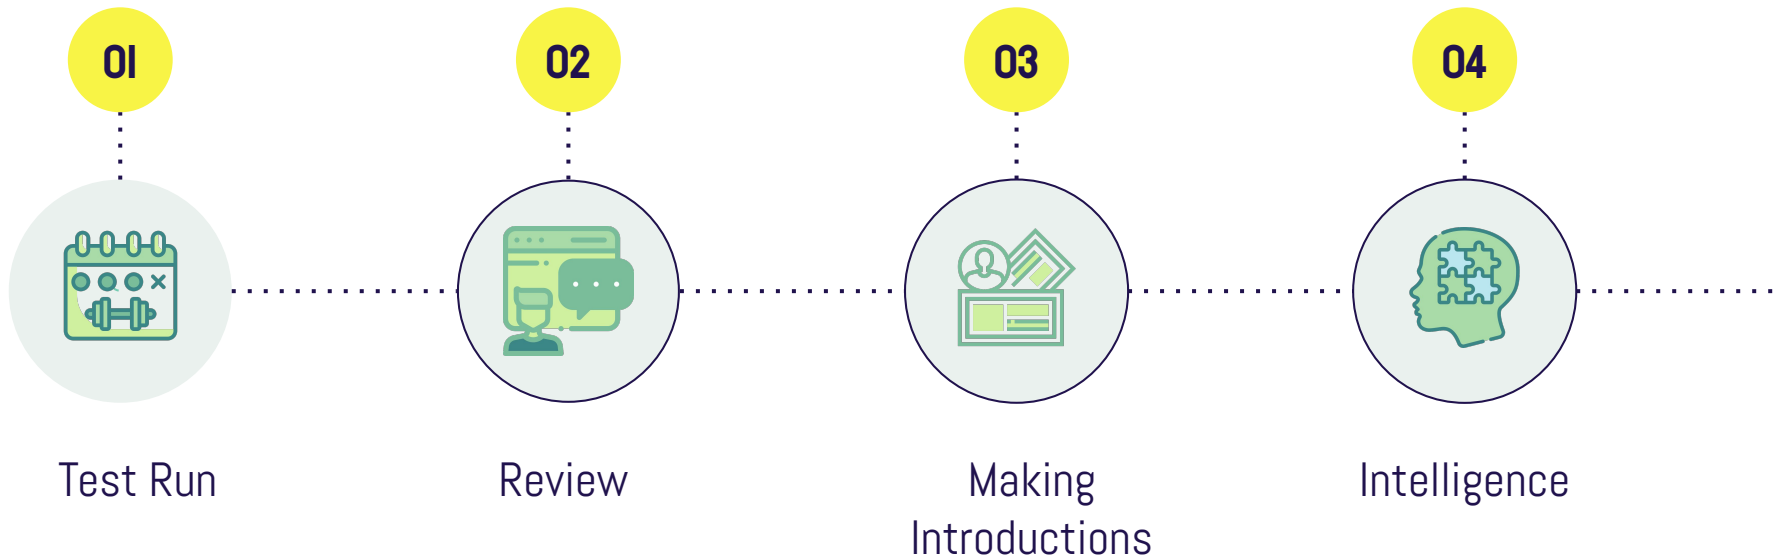 01
02
03
04
Test Run
Review
Making
Introductions
Intelligence